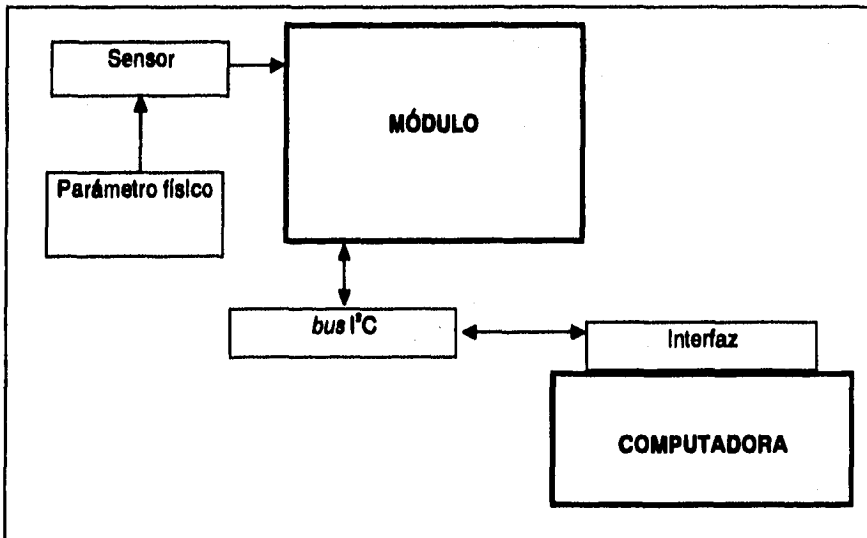 Sensor
MÓDULO
Parámetro físico
bus I²C
Interfaz
COMPUTADORA